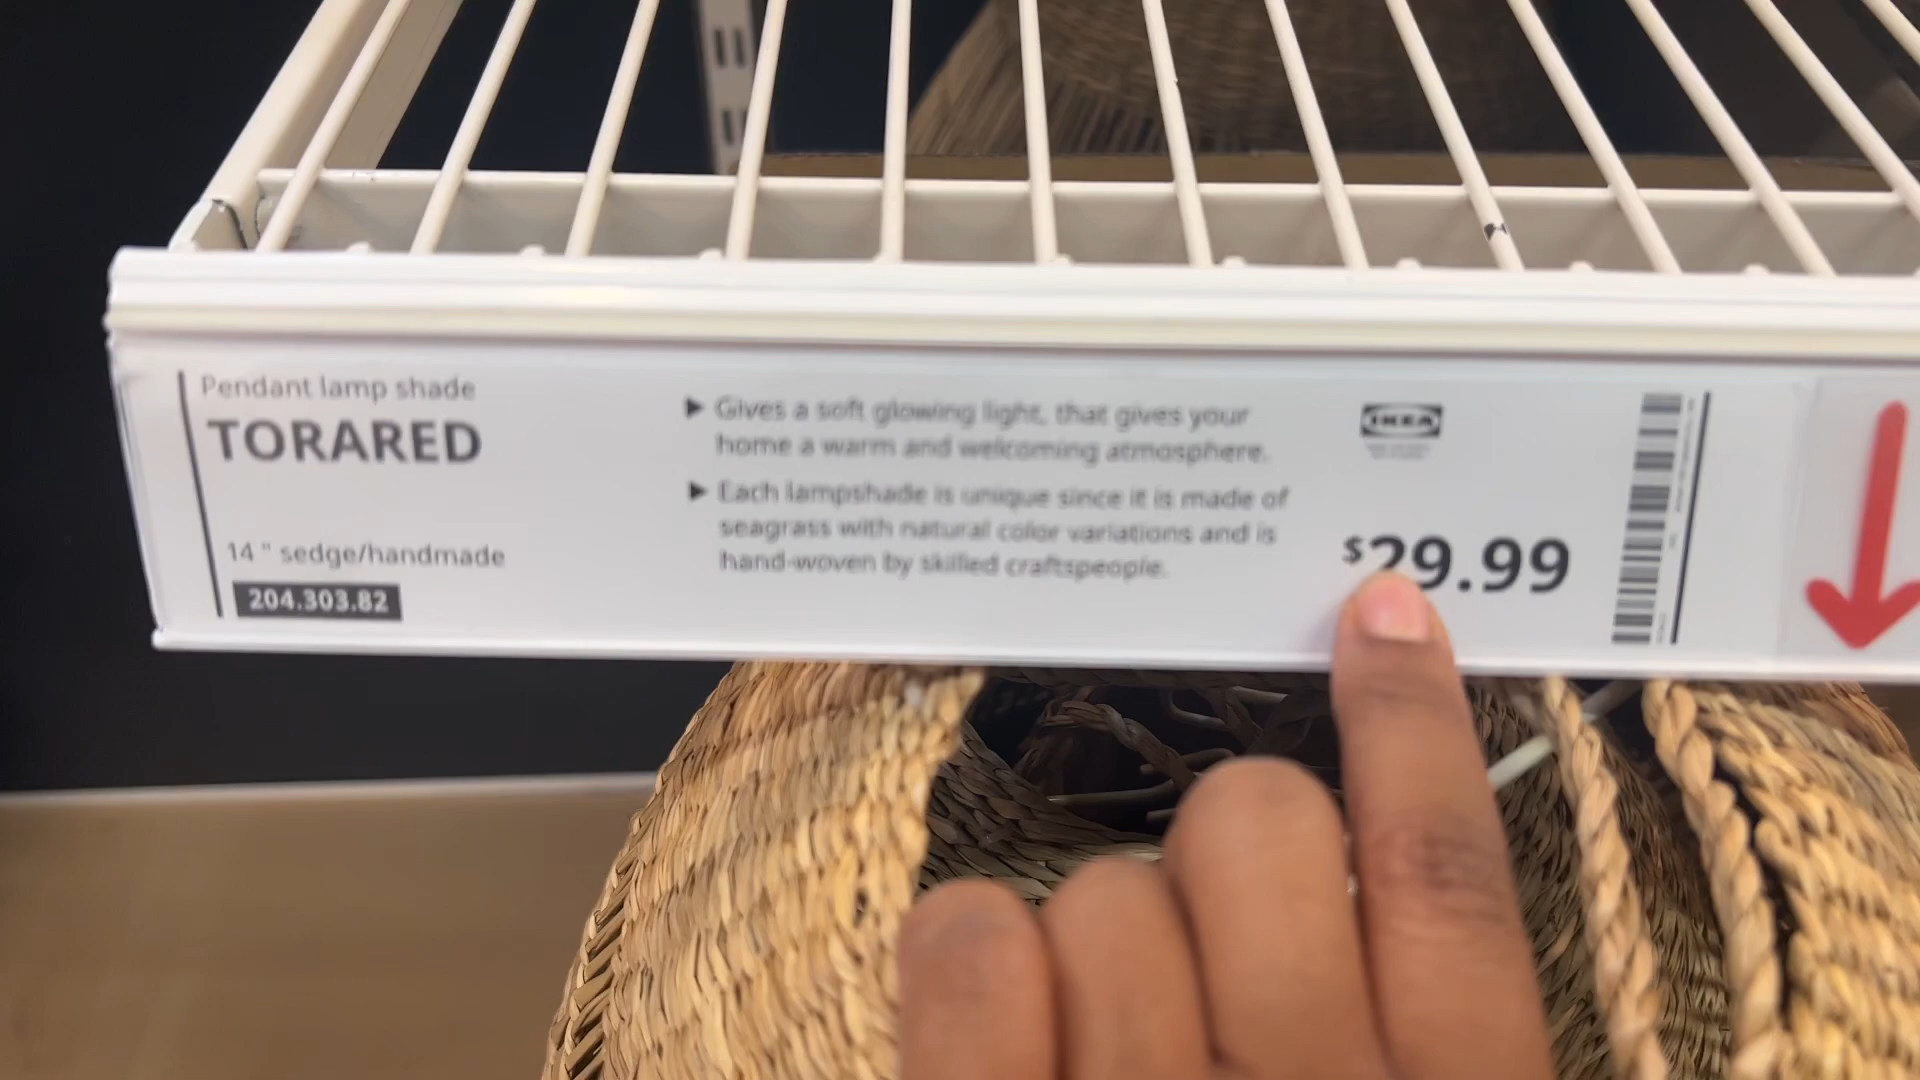 Pendant lamp shade
TORARED
14" sedge/handmade
204.303.82
► Gives a soft glowing light, that gives your
home a warm and welcoming atmosphere.
► Each lampshade is unique since it is made of
seagrass with natural color variations and is
hand-woven by skilled craftspeople.
IKEA
$29.99